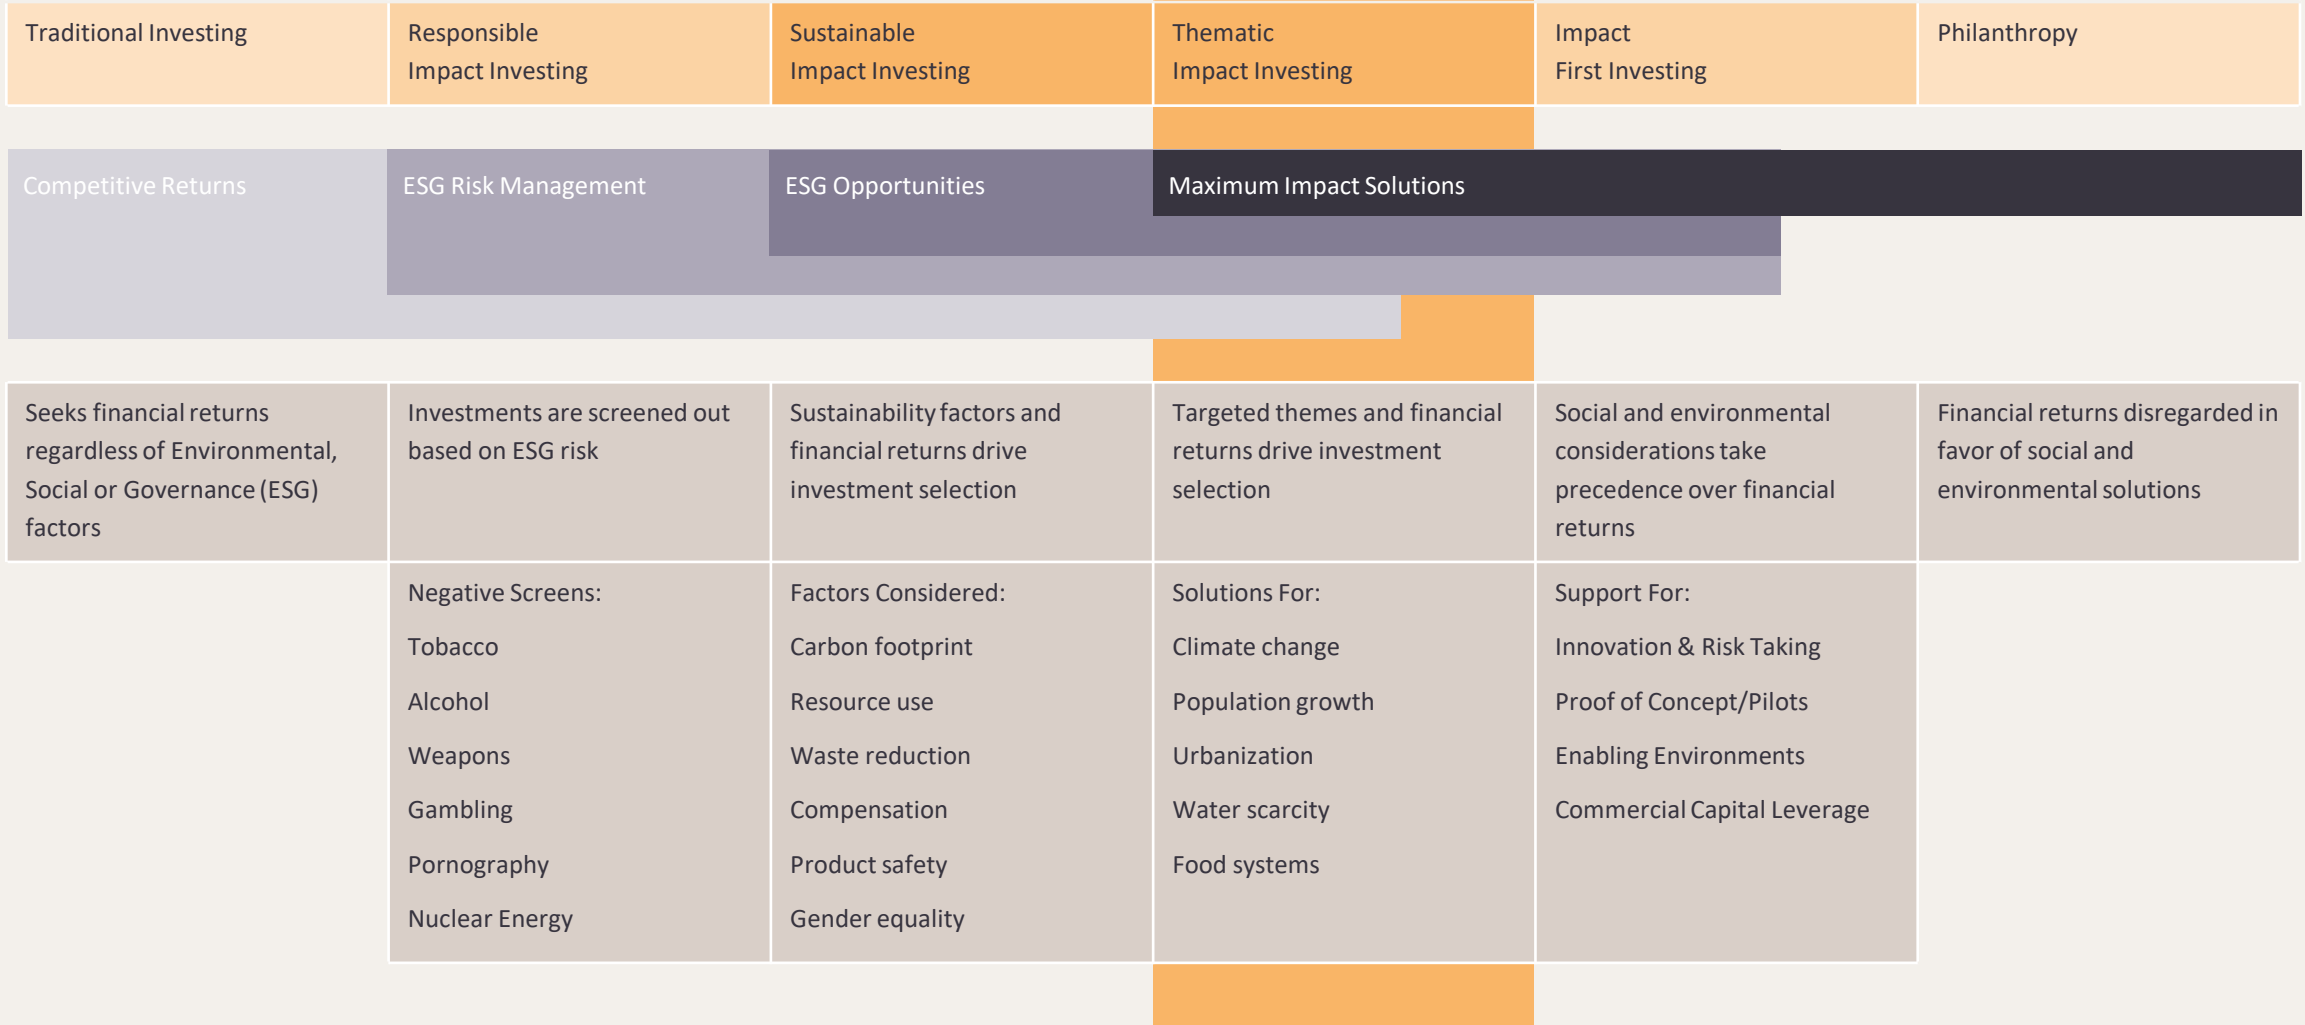 Traditional Investing
Responsible
Impact Investing
Sustainable
Impact Investing
Thematic
Impact Investing
Impact
First Investing
Philanthropy
Competitive Returns
ESG Risk Management
ESG Opportunities
Maximum Impact Solutions
Seeks financial returns
regardless of Environmental,
Social or Governance (ESG)
factors
Investments are screened out
based on ESG risk
Sustainability factors and
financial returns drive
investment selection
Targeted themes and financial
returns drive investment
selection
Social and environmental
considerations take
precedence over financial
returns
Financial returns disregarded in
favor of social and
environmental solutions
Negative Screens:
Tobacco
Alcohol
Weapons
Gambling
Pornography
Nuclear Energy
Factors Considered:
Carbon footprint
Resource use
Waste reduction
Compensation
Product safety
Gender equality
Solutions For:
Climate change
Population growth
Urbanization
Water scarcity
Food systems
Support For:
Innovation & Risk Taking
Proof of Concept/Pilots
Enabling Environments
Commercial Capital Leverage